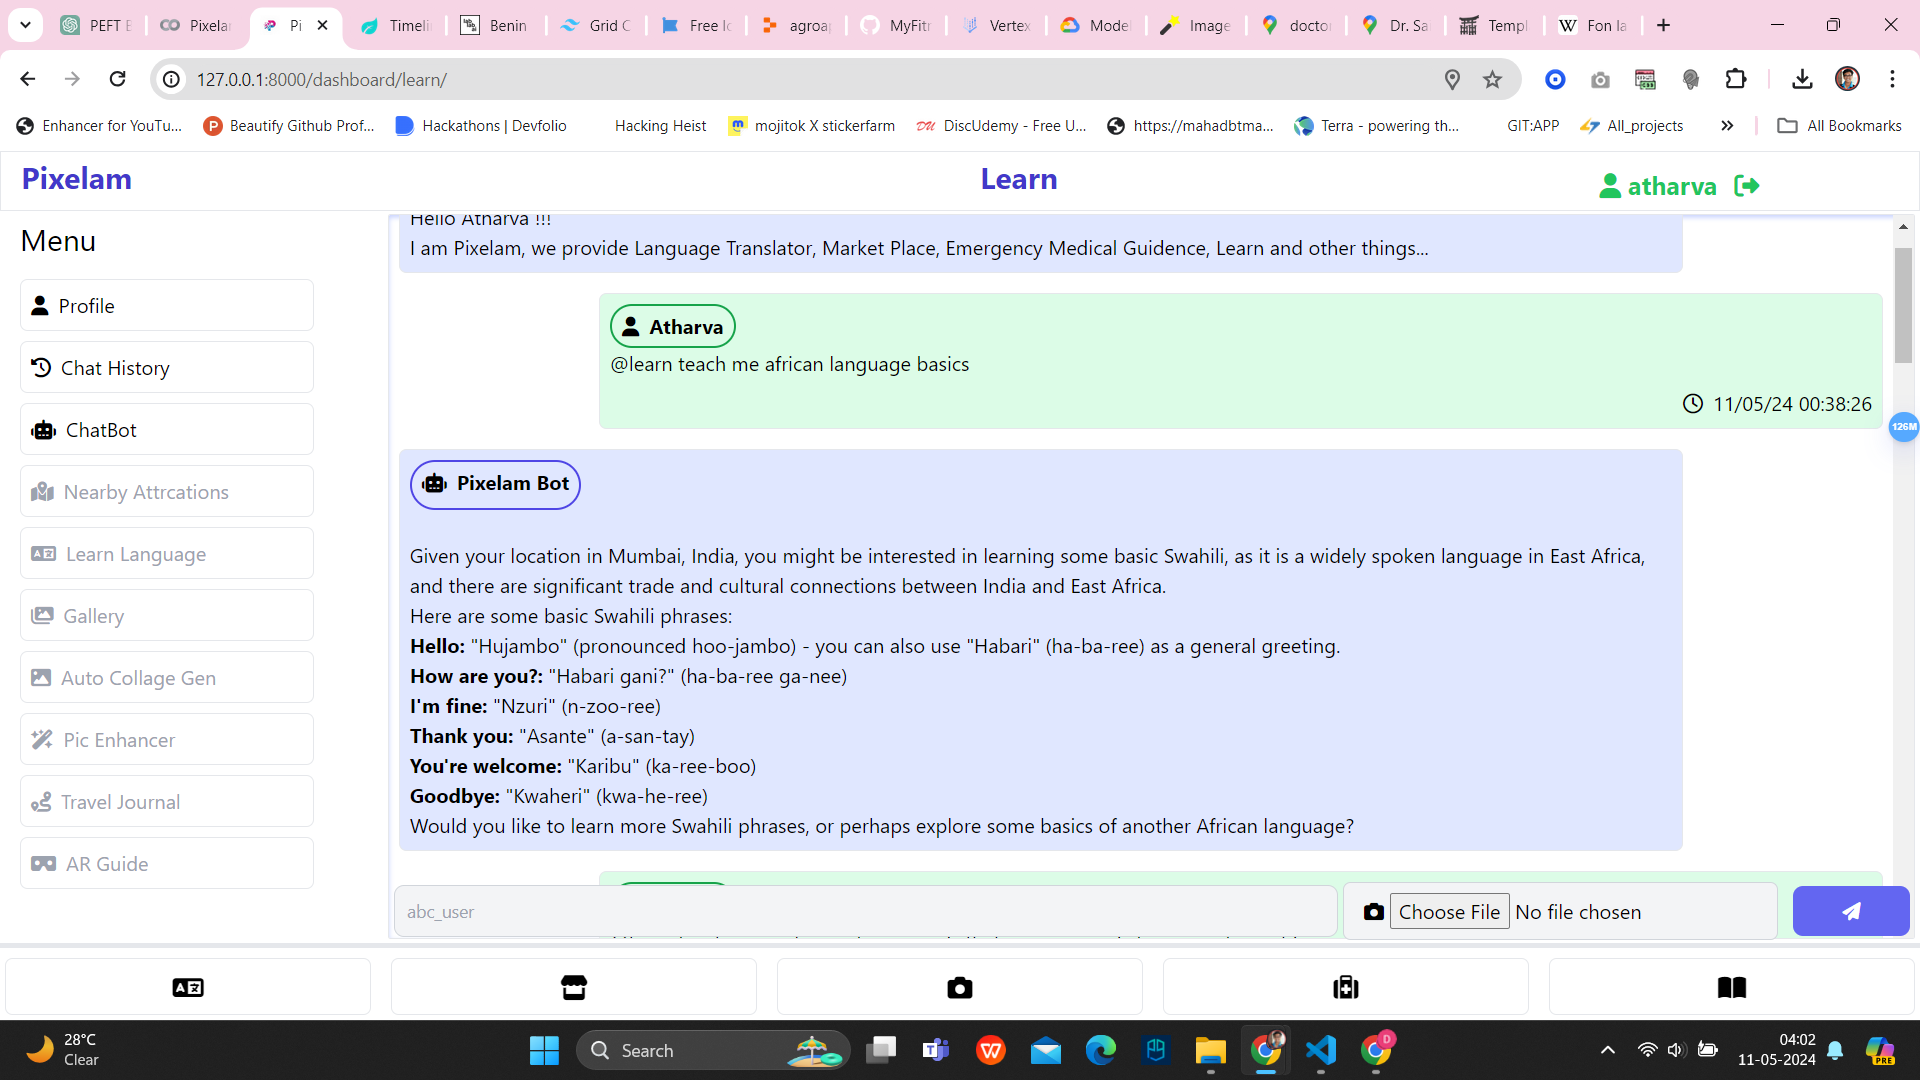 PEFT E
Pixelar
Pi
Timeli
Benin
Grid C
Free Ic
agroap
MyFitr
Vertex
Model
Image
docto
Dr. Sa
Templ
Fon la
127.0.0.1:8000/dashboard/learn/
Enhancer for YouTu...
Beautify Github Prof...
Hackathons | Devfolio
Hacking Heist
mojitok X stickerfarm
DiscUdemy - Free U...
https://mahadbtma...
Terra - powering th...
GIT:APP
All_projects
All Bookmarks
Pixelam
Learn
atharva
Menu
Profile
Chat History
ChatBot
Nearby Attrcations
Learn Language
Gallery
Auto Collage Gen
Pic Enhancer
Travel Journal
AR Guide
Hello Atharva !!!
I am Pixelam, we provide Language Translator, Market Place, Emergency Medical Guidence, Learn and other things...
Atharva
@learn teach me african language basics
11/05/24 00:38:26
126M
Pixelam Bot
Given your location in Mumbai, India, you might be interested in learning some basic Swahili, as it is a widely spoken language in East Africa,
and there are significant trade and cultural connections between India and East Africa.
Here are some basic Swahili phrases:
Hello: "Hujambo" (pronounced hoo-jambo) - you can also use "Habari" (ha-ba-ree) as a general greeting.
How are you?: "Habari gani?" (ha-ba-ree ga-nee)
I'm fine: "Nzuri" (n-zoo-ree)
Thank you: "Asante" (a-san-tay)
You're welcome: "Karibu" (ka-ree-boo)
Goodbye: "Kwaheri" (kwa-he-ree)
Would you like to learn more Swahili phrases, or perhaps explore some basics of another African language?
abc_user
Choose File No file chosen
28°C
Clear
Search
04:02
11-05-2024
PRE